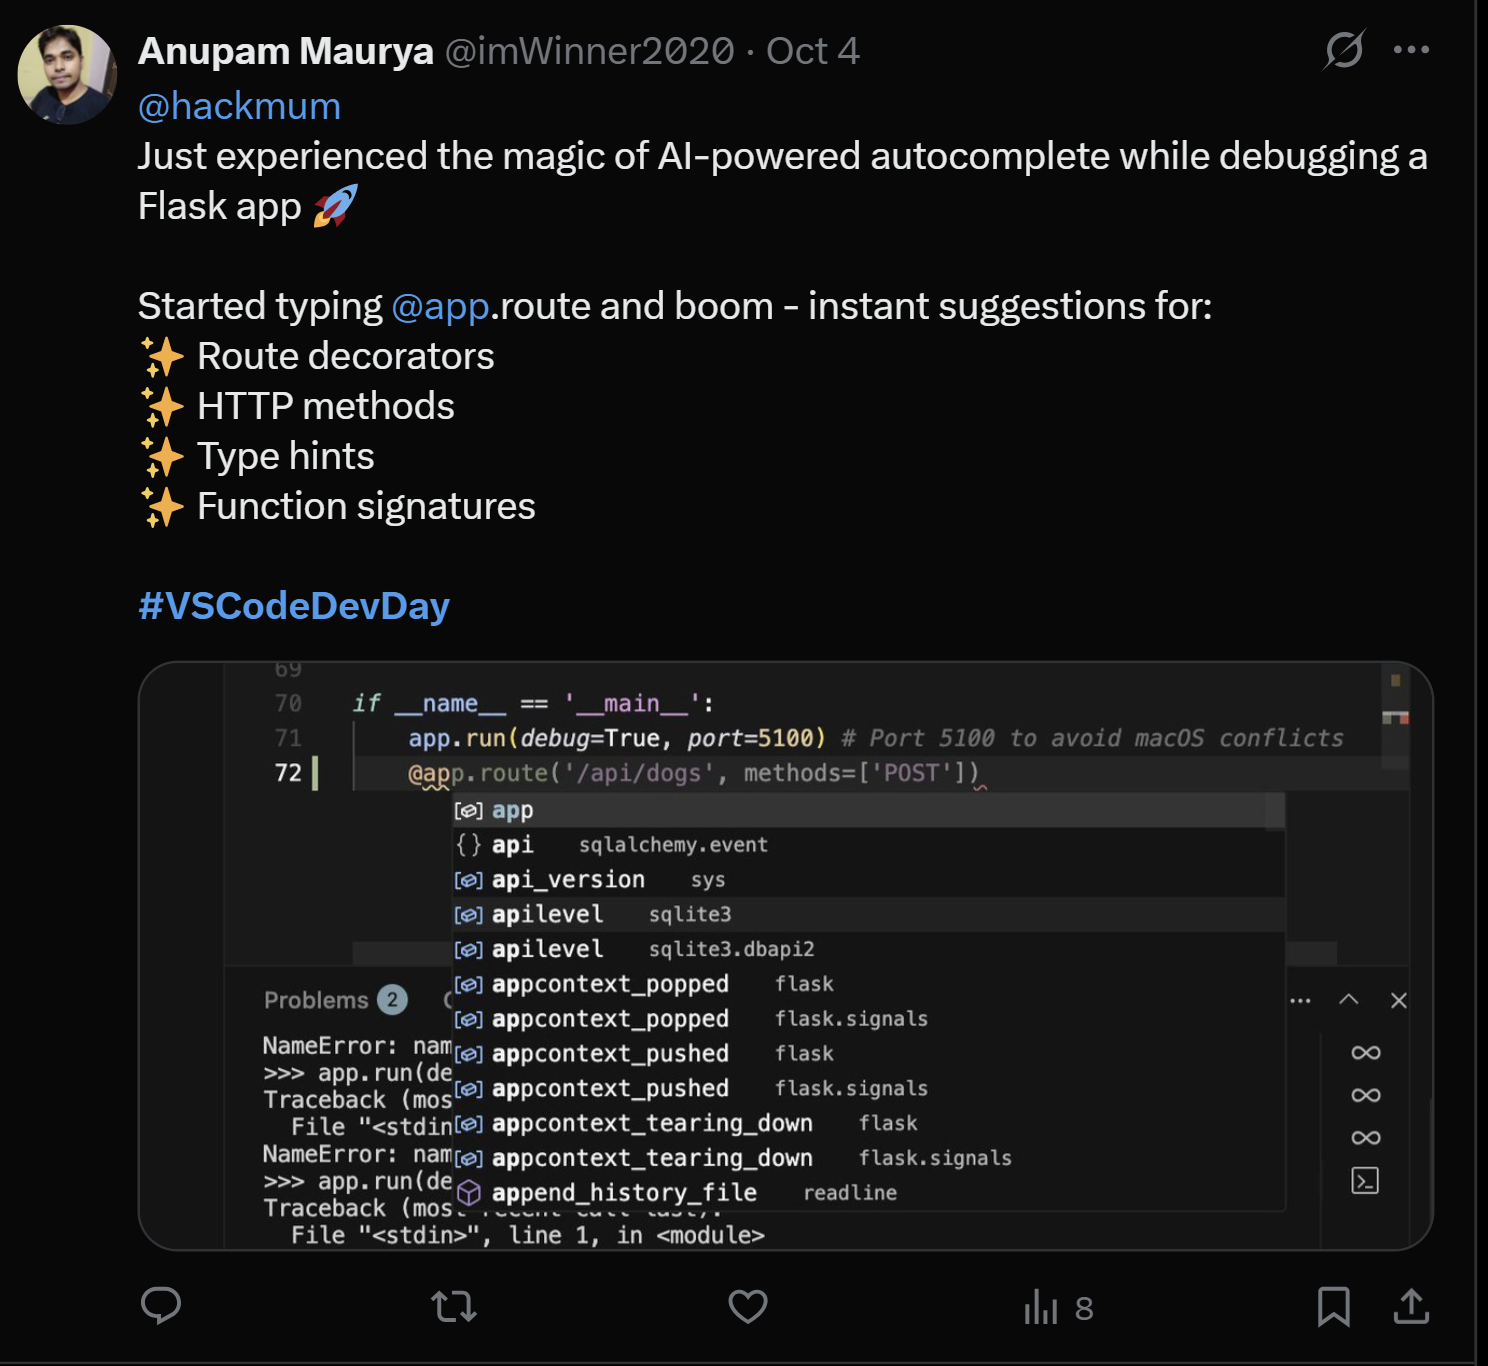 Anupam Maurya @imWinner2020 · Oct 4
@hackmum
Just experienced the magic of AI-powered autocomplete while debugging a
Flask app 🚀
Started typing @app.route and boom - instant suggestions for:
✨ Route decorators
✨ HTTP methods
✨ Type hints
✨ Function signatures
#VSCodeDevDay
69
70 if __name__ == '__main__':
71 app.run(debug=True, port=5100) # Port 5100 to avoid macOS conflicts
72 @app.route('/api/dogs', methods=['POST'])
app
{} api sqlalchemy.event
api_version sys
apilevel sqlite3
apilevel sqlite3.dbapi2
appcontext_popped flask
appcontext_popped flask.signals
appcontext_pushed flask
appcontext_pushed flask.signals
appcontext_tearing_down flask
appcontext_tearing_down flask.signals
append_history_file readline
Problems 2
NameError: nam
>>> app.run(de
Traceback (mos
File "<stdin
NameError: nam
>>> app.run(de
Traceback (most recent call last):
File "<stdin>", line 1, in <module>
8